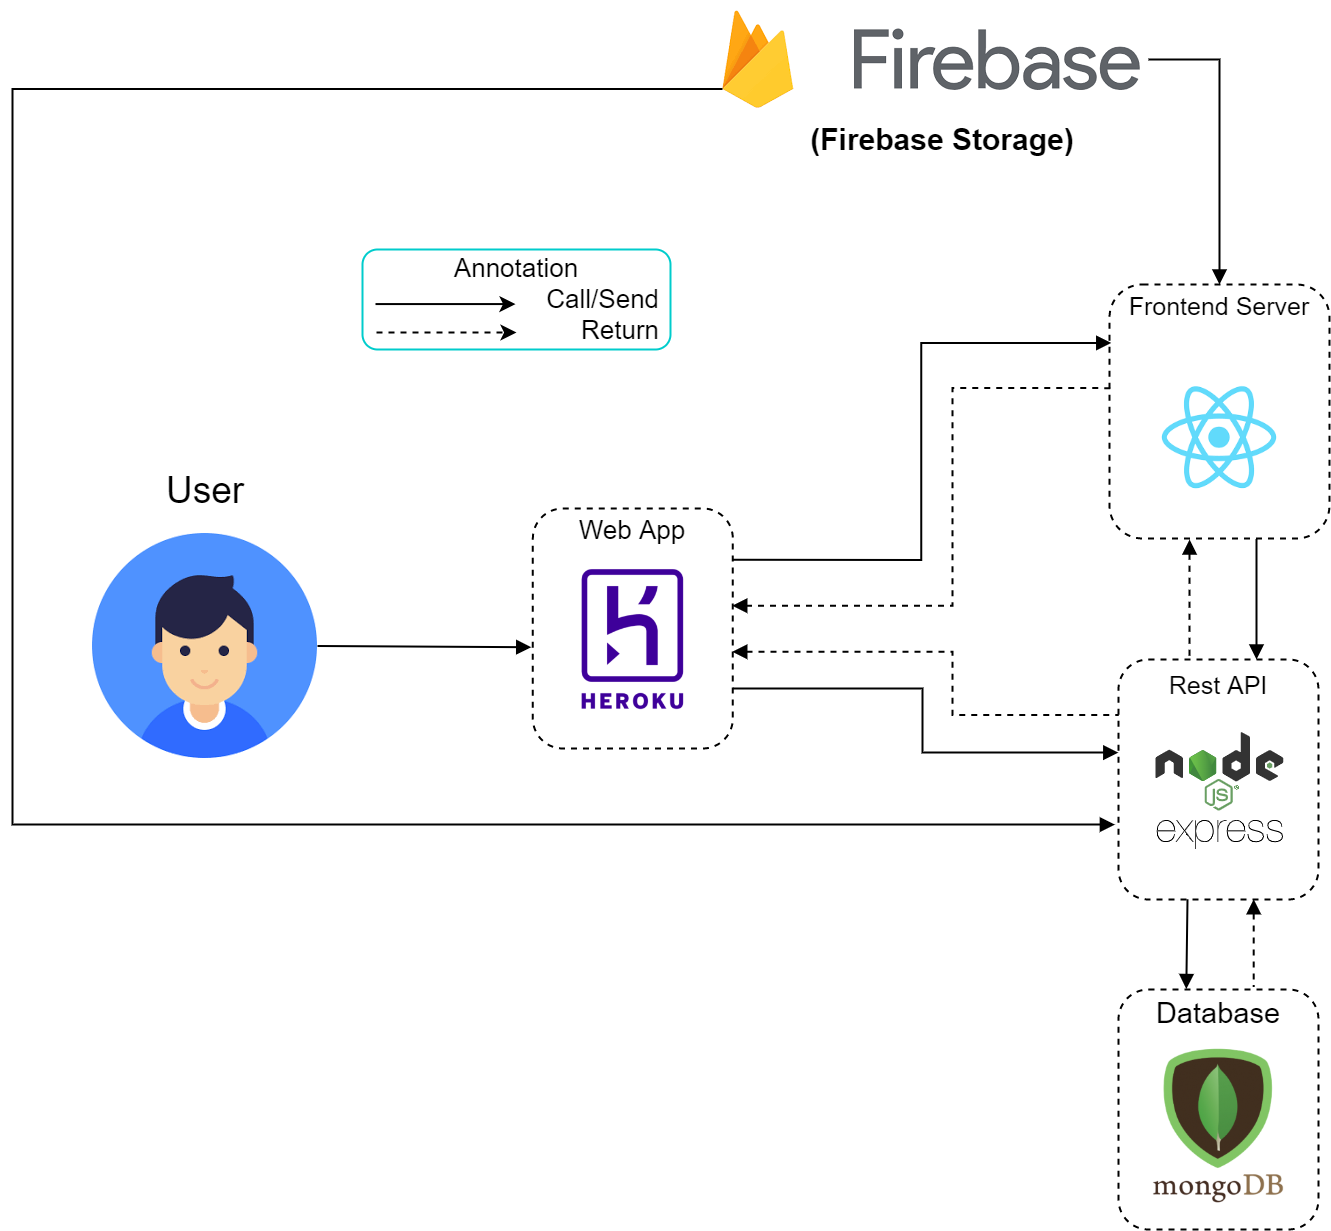 Firebase
(Firebase Storage)
Annotation
Call/Send
Return
Frontend Server
User
Web App
HEROKU
Rest API
node
JS
express
Database
mongoDB